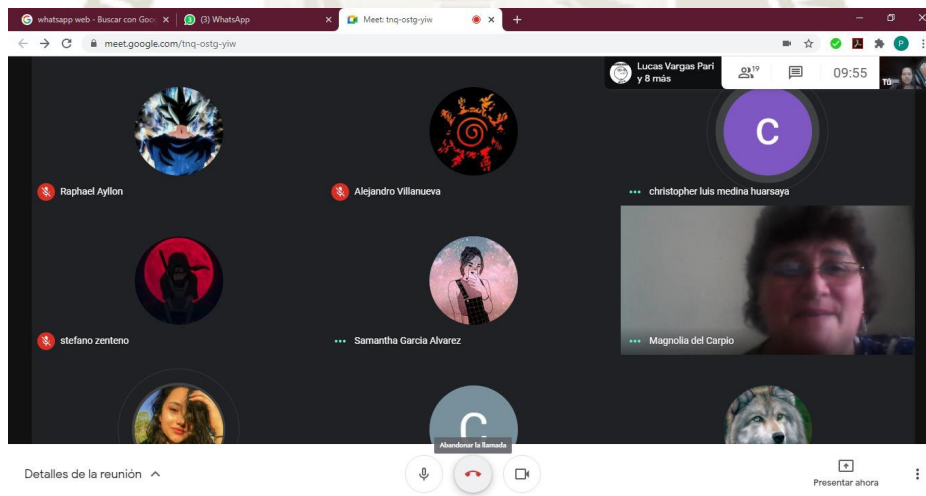 whatsapp web - Buscar con Goo
(3) WhatsApp
Meet: tnq-ostg-yiw
meet.google.com/tnq-ostg-yiw
Lucas Vargas Pari
y 8 más
19
09:55
Tú
C
Raphael Ayllon
Alejandro Villanueva
christopher luis medina huarsaya
stefano zenteno
Samantha Garcia Alvarez
Magnolia del Carpio
C
Abandonar la llamada
Detalles de la reunión
Presentar ahora